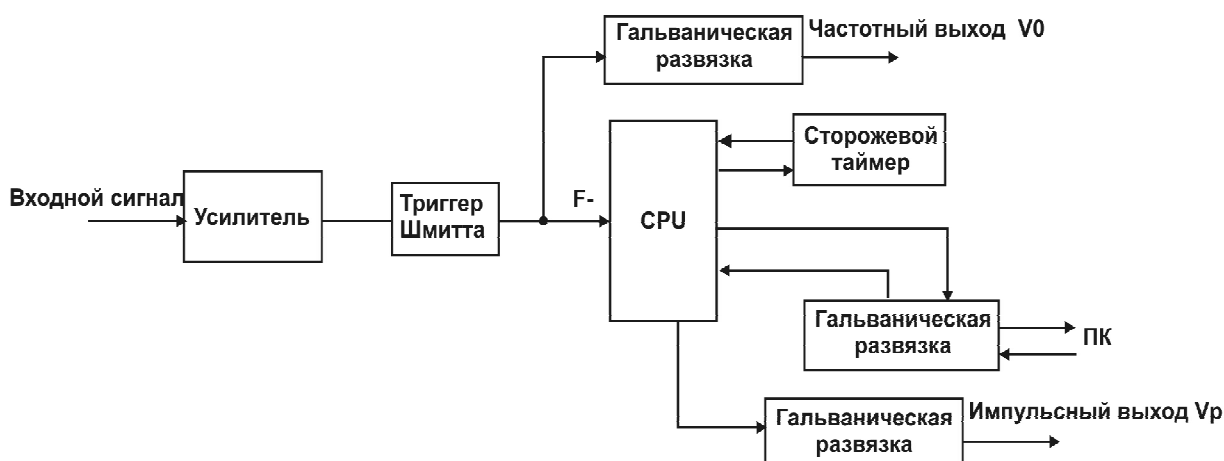 Гальваническая
развязка
Частотный выход V0
Сторожевой
таймер
Входной сигнал
Усилитель
Триггер
Шмитта
F-
CPU
Гальваническая
развязка
ПК
Гальваническая
развязка
Импульсный выход Vp